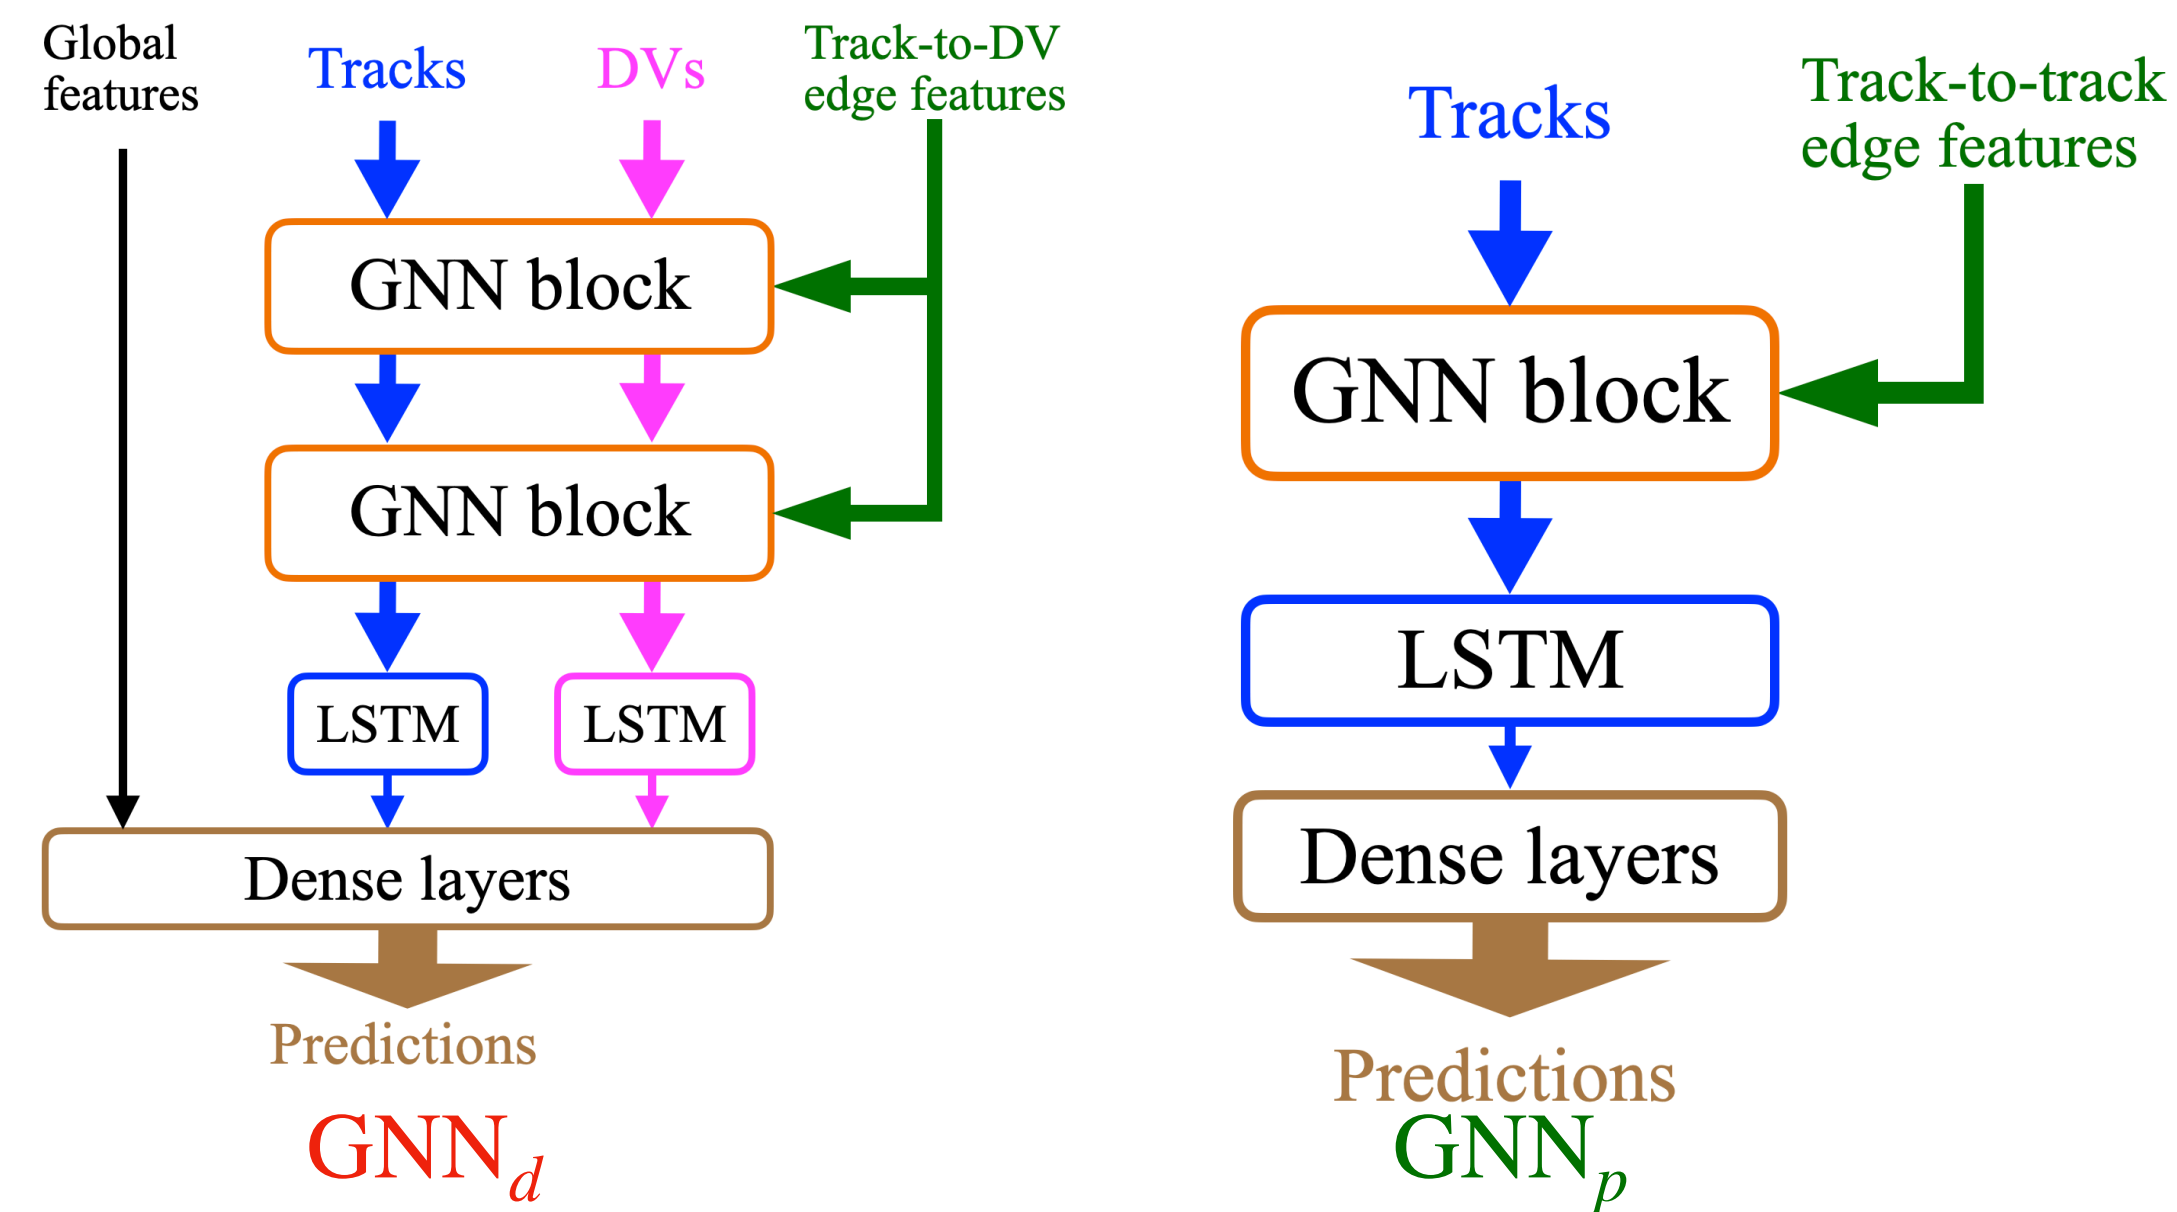 Global
features
Tracks
DVs
Track-to-DV
edge features
GNN block
GNN block
LSTM
LSTM
Dense layers
Predictions
GNN_d
Tracks
Track-to-track
edge features
GNN block
LSTM
Dense layers
Predictions
GNN_p